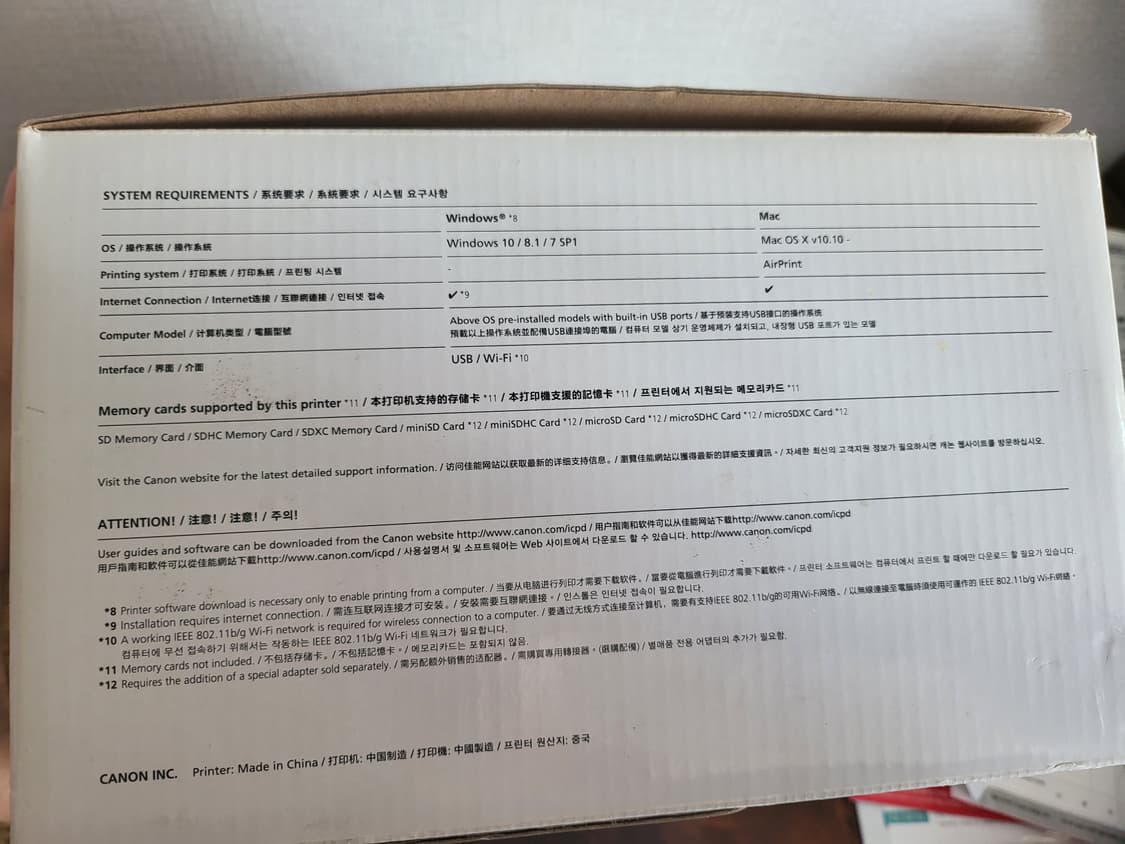 SYSTEM REQUIREMENTS / 系统要求 / 系統要求 / 시스템 요구사항
Windows® *8 Mac
OS / 操作系统 / 操作系統 Windows 10 / 8.1 / 7 SP1 Mac OS X v10.10 -
Printing system / 打印系统 / 打印系統 / 프린팅 시스템 - AirPrint
Internet Connection / Internet连接 / 互聯網連接 / 인터넷 접속 ✔ *9 ✔
Computer Model / 计算机类型 / 電腦型號 Above OS pre-installed models with built-in USB ports / 基于预装支持USB接口的操作系统
預載以上操作系統並配備USB連接埠的電腦 / 컴퓨터 모델 상기 운영체제가 설치되고, 내장형 USB 포트가 있는 모델
Interface / 界面 / 介面 USB / Wi-Fi *10
Memory cards supported by this printer *11 / 本打印机支持的存储卡 *11 / 本打印機支援的記憶卡 *11 / 프린터에서 지원되는 메모리카드 *11
SD Memory Card / SDHC Memory Card / SDXC Memory Card / miniSD Card *12 / miniSDHC Card *12 / microSD Card *12 / microSDHC Card *12 / microSDXC Card *12
Visit the Canon website for the latest detailed support information. / 访问佳能网站以获取最新的详细支持信息。/ 瀏覽佳能網站以獲得最新的詳細支援資訊。/ 자세한 최신의 고객지원 정보가 필요하시면 캐논 웹사이트를 방문하십시오.
ATTENTION! / 注意! / 注意! / 주의!
User guides and software can be downloaded from the Canon website http://www.canon.com/icpd / 用户指南和软件可以从佳能网站下载http://www.canon.com/icpd
用戶指南和軟件可以從佳能網站下載http://www.canon.com/icpd / 사용설명서 및 소프트웨어는 Web 사이트에서 다운로드 할 수 있습니다. http://www.canon.com/icpd
*8 Printer software download is necessary only to enable printing from a computer. / 当要从电脑进行列印才需要下载软件。/ 當要從電腦進行列印才需要下載軟件。/ 프린터 소프트웨어는 컴퓨터에서 프린트 할 때에만 다운로드 할 필요가 있습니다.
*9 Installation requires internet connection. / 需连互联网连接才可安装。/ 安裝需要互聯網連接。/ 인스톨은 인터넷 접속이 필요합니다.
*10 A working IEEE 802.11b/g Wi-Fi network is required for wireless connection to a computer. / 要通过无线方式连接至计算机，需要有支持IEEE 802.11b/g的可用Wi-Fi网络。/ 以無線連接至電腦時須使用可運作的 IEEE 802.11b/g Wi-Fi網絡。
컴퓨터에 무선 접속하기 위해서는 작동하는 IEEE 802.11b/g Wi-Fi 네트워크가 필요합니다.
*11 Memory cards not included. / 不包括存储卡。/ 不包括記憶卡。/ 메모리카드는 포함되지 않음.
*12 Requires the addition of a special adapter sold separately. / 需另配额外销售的适配器。/ 需購買專用轉接器。(選購配備) / 별매품 전용 어댑터의 추가가 필요함.
CANON INC. Printer: Made in China / 打印机: 中国制造 / 打印機: 中國製造 / 프린터 원산지: 중국